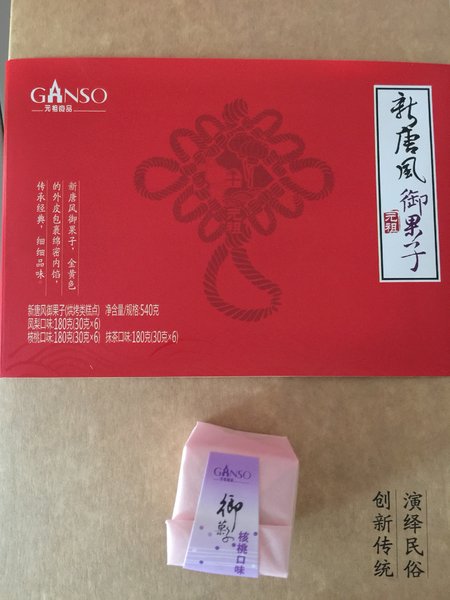 GANSO
元祖食品
新唐风御果子
元祖
元祖
新唐风御果子，金黄色
的外皮包裹绵密内馅，
传承经典，细细品味。
新唐风御果子(烘烤类糕点) 净含量/规格:540克
凤梨口味:180克(30克×6)
核桃口味:180克(30克×6) 抹茶口味:180克(30克×6)
GANSO
御菓子
核桃口味
演绎民俗
创新传统